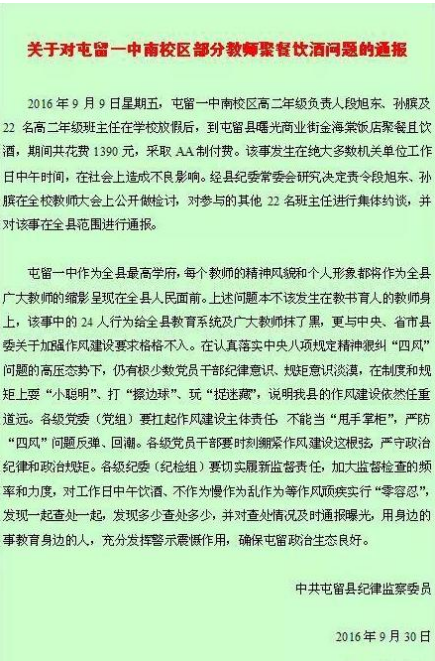 关于对屯留一中南校区部分教师聚餐饮酒问题的通报
2016年9月9日星期五，屯留一中南校区高二年级负责人段旭东、孙膑及
22 名高二年级班主任在学校放假后，到屯留县曙光商业街金海棠饭店聚餐且饮
酒，期间共花费1390 元，采取 AA 制付费。该事发生在绝大多数机关单位工作
日中午时间，在社会上造成不良影响。经县纪委常委会研究决定责令段旭东、孙
膑在全校教师大会上公开做检讨，对参与的其他 22 名班主任进行集体约谈，并
对该事在全县范围进行通报。
屯留一中作为全县最高学府，每个教师的精神风貌和个人形象都将作为全县
广大教师的缩影呈现在全县人民面前。上述问题本不该发生在教书育人的教师身
上，该事中的 24 人行为给全县教育系统及广大教师抹了黑，更与中央、省市县
委关于加强作风建设要求格格不入。在认真落实中央八项规定精神狠纠“四风”
问题的高压态势下，仍有极少数党员干部纪律意识、规矩意识淡漠，在制度和规
矩上耍“小聪明”、打“擦边球”、玩“捉迷藏”，说明我县的作风建设依然任重
道远。各级党委（党组）要扛起作风建设主体责任，不能当“甩手掌柜”，严防
“四风”问题反弹、回潮。各级党员干部要时刻绷紧作风建设这根弦，严守政治
纪律和政治规矩。各级纪委（纪检组）要切实履新监督责任，加大监督检查的频
率和力度，对工作日中午饮酒、不作为慢作为乱作为等作风顽疾实行“零容忍”，
发现一起查处一起，发现多少查处多少，并对查处情况及时通报曝光，用身边的
事教育身边的人，充分发挥警示震慑作用，确保屯留政治生态良好。
中共屯留县纪律监察委员
2016年9月30日